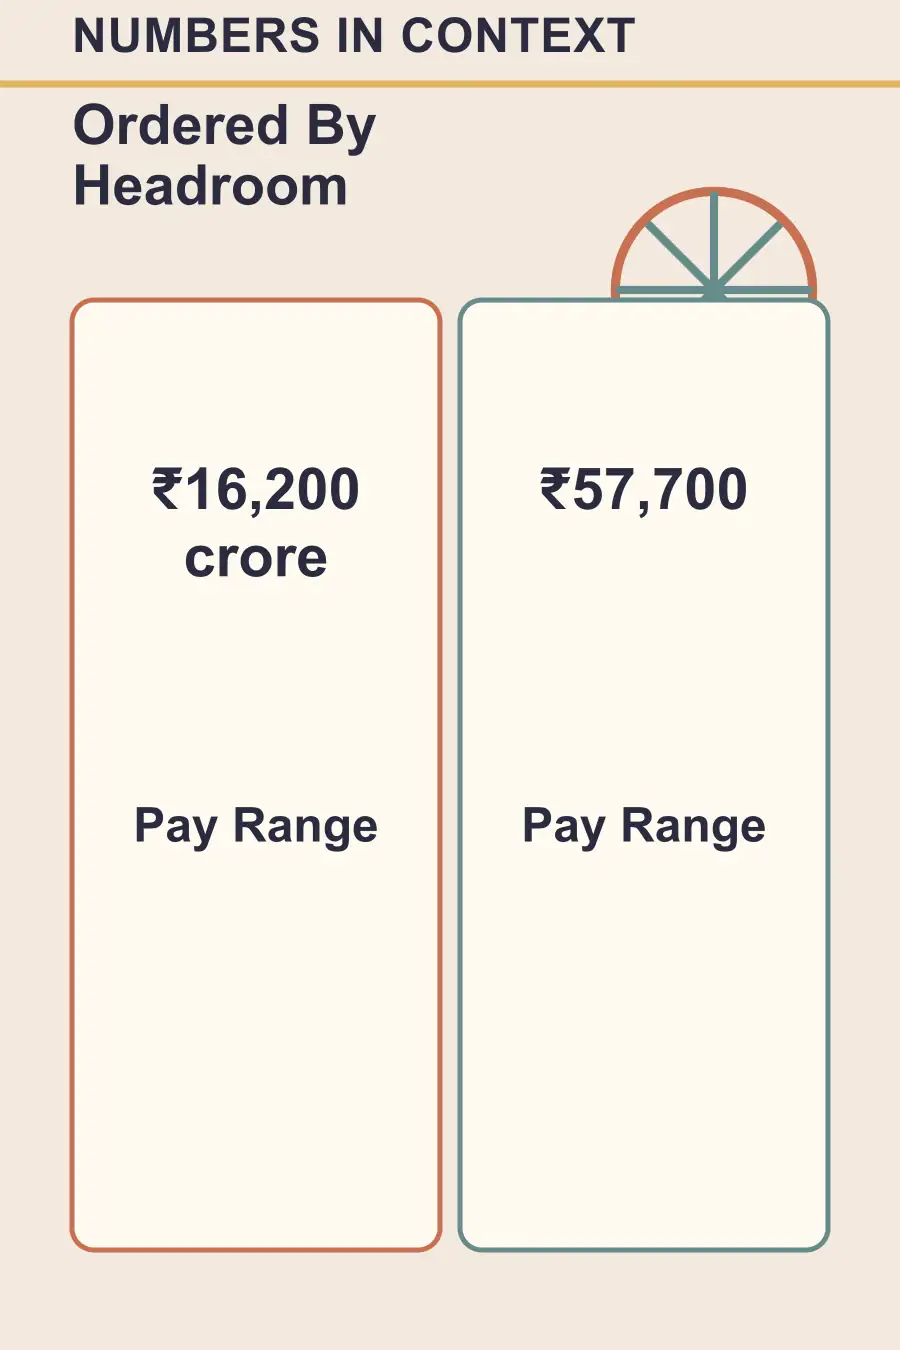 NUMBERS IN CONTEXT
Ordered By
Headroom
₹16,200
crore
Pay Range
₹57,700
Pay Range